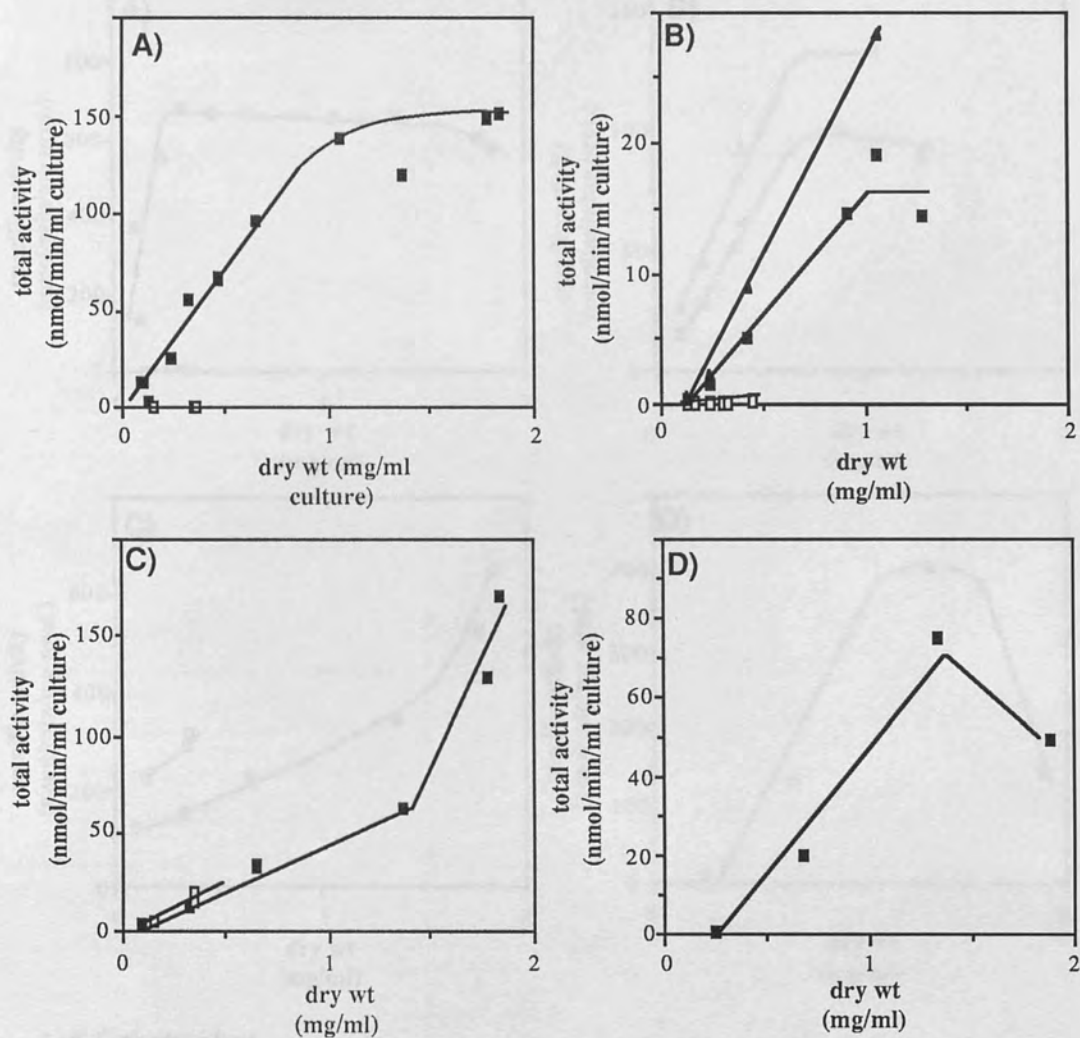 A)
total activity
(nmol/min/ml culture)
150
100
50
0
0
1
2
dry wt (mg/ml
culture)
B)
total activity
(nmol/min/ml culture)
20
10
0
0
1
2
dry wt
(mg/ml)
C)
total activity
(nmol/min/ml culture)
150
100
50
0
0
1
2
dry wt
(mg/ml)
D)
total activity
(nmol/min/ml culture)
80
60
40
20
0
0
1
2
dry wt
(mg/ml)